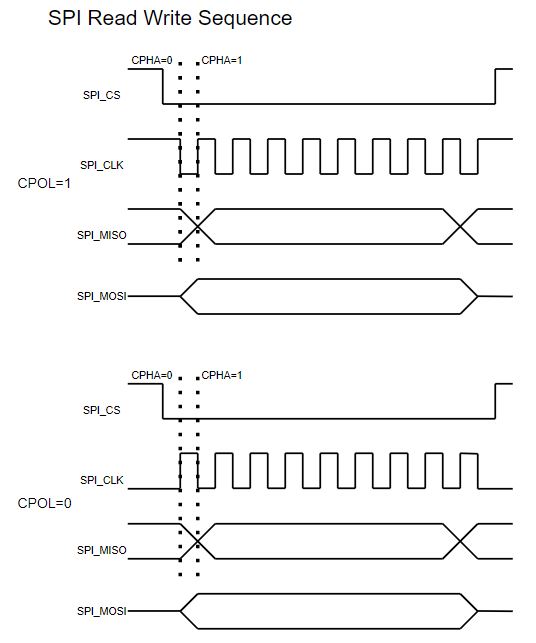 SPI Read Write Sequence
CPHA=0 CPHA=1
SPI_CS
SPI_CLK
CPOL=1
SPI_MISO
SPI_MOSI
CPHA=0 CPHA=1
SPI_CS
SPI_CLK
CPOL=0
SPI_MISO
SPI_MOSI